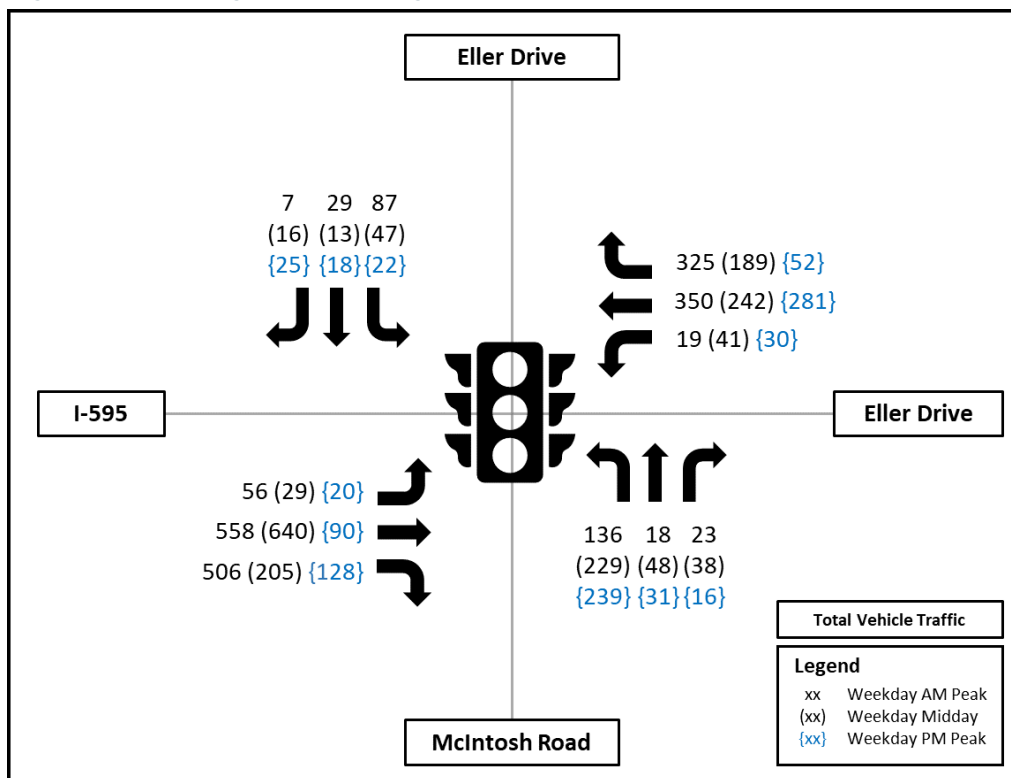 Eller Drive
7 29 87
(16) (13) (47)
{25} {18} {22}
325 (189) {52}
350 (242) {281}
19 (41) {30}
I-595
Eller Drive
56 (29) {20}
558 (640) {90}
506 (205) {128}
136 18 23
(229) (48) (38)
{239} {31} {16}
Total Vehicle Traffic
Legend
xx Weekday AM Peak
(xx) Weekday Midday
{xx} Weekday PM Peak
McIntosh Road